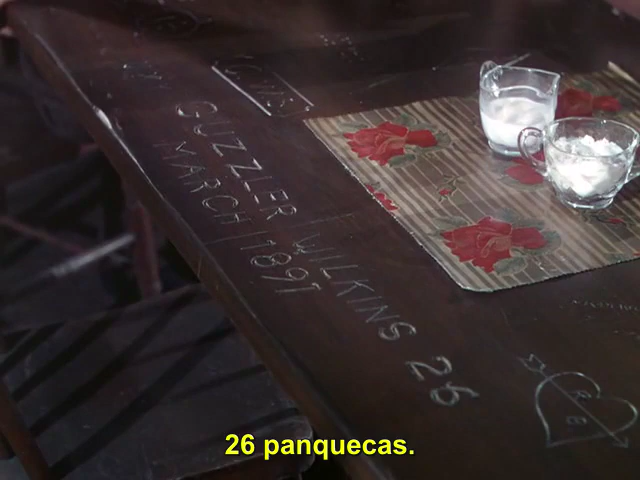 GUZZLER WILKINS 26
MARCH 1897
R
B
26 panquecas.